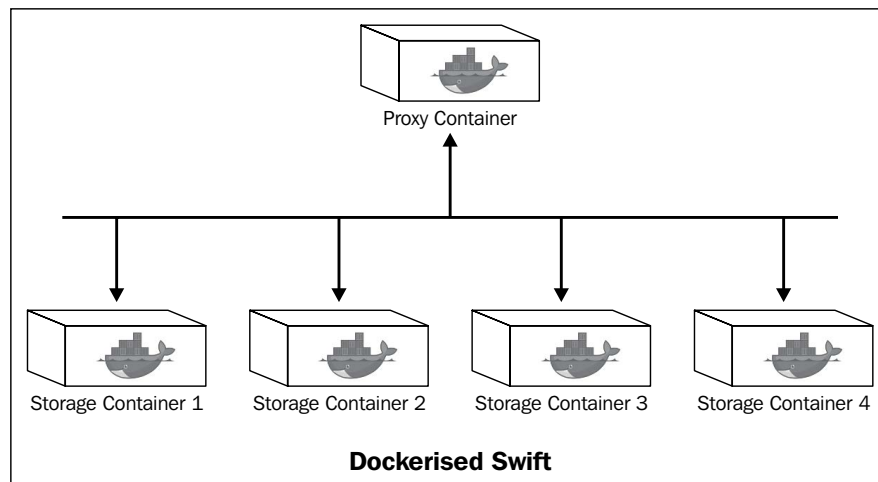 Proxy Container
Storage Container 1
Storage Container 2
Storage Container 3
Storage Container 4
Dockerised Swift